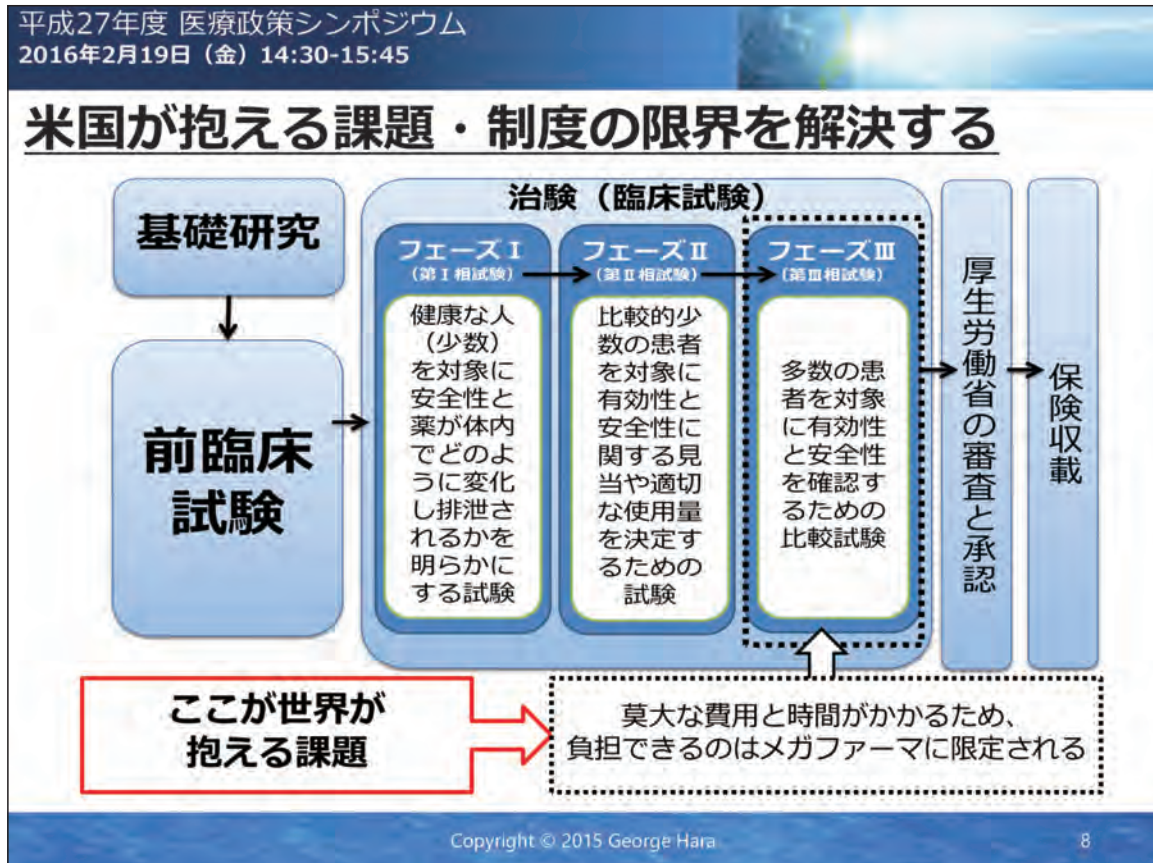 平成27年度 医療政策シンポジウム
2016年2月19日（金）14:30-15:45
米国が抱える課題・制度の限界を解決する
基礎研究
前臨床
試験
治験（臨床試験）
フェーズⅠ
（第Ⅰ相試験）
健康な人
（少数）
を対象に
安全性と
薬が体内
でどのよ
うに変化
し排泄さ
れるかを
明らかに
する試験
フェーズⅡ
（第Ⅱ相試験）
比較的少
数の患者
を対象に
有効性と
安全性に
関する見
当や適切
な使用量
を決定す
るための
試験
フェーズⅢ
（第Ⅲ相試験）
多数の患
者を対象
に有効性
と安全性
を確認す
るための
比較試験
厚生労働省の審査と承認
保険収載
ここが世界が
抱える課題
莫大な費用と時間がかかるため、
負担できるのはメガファーマに限定される
Copyright © 2015 George Hara
8